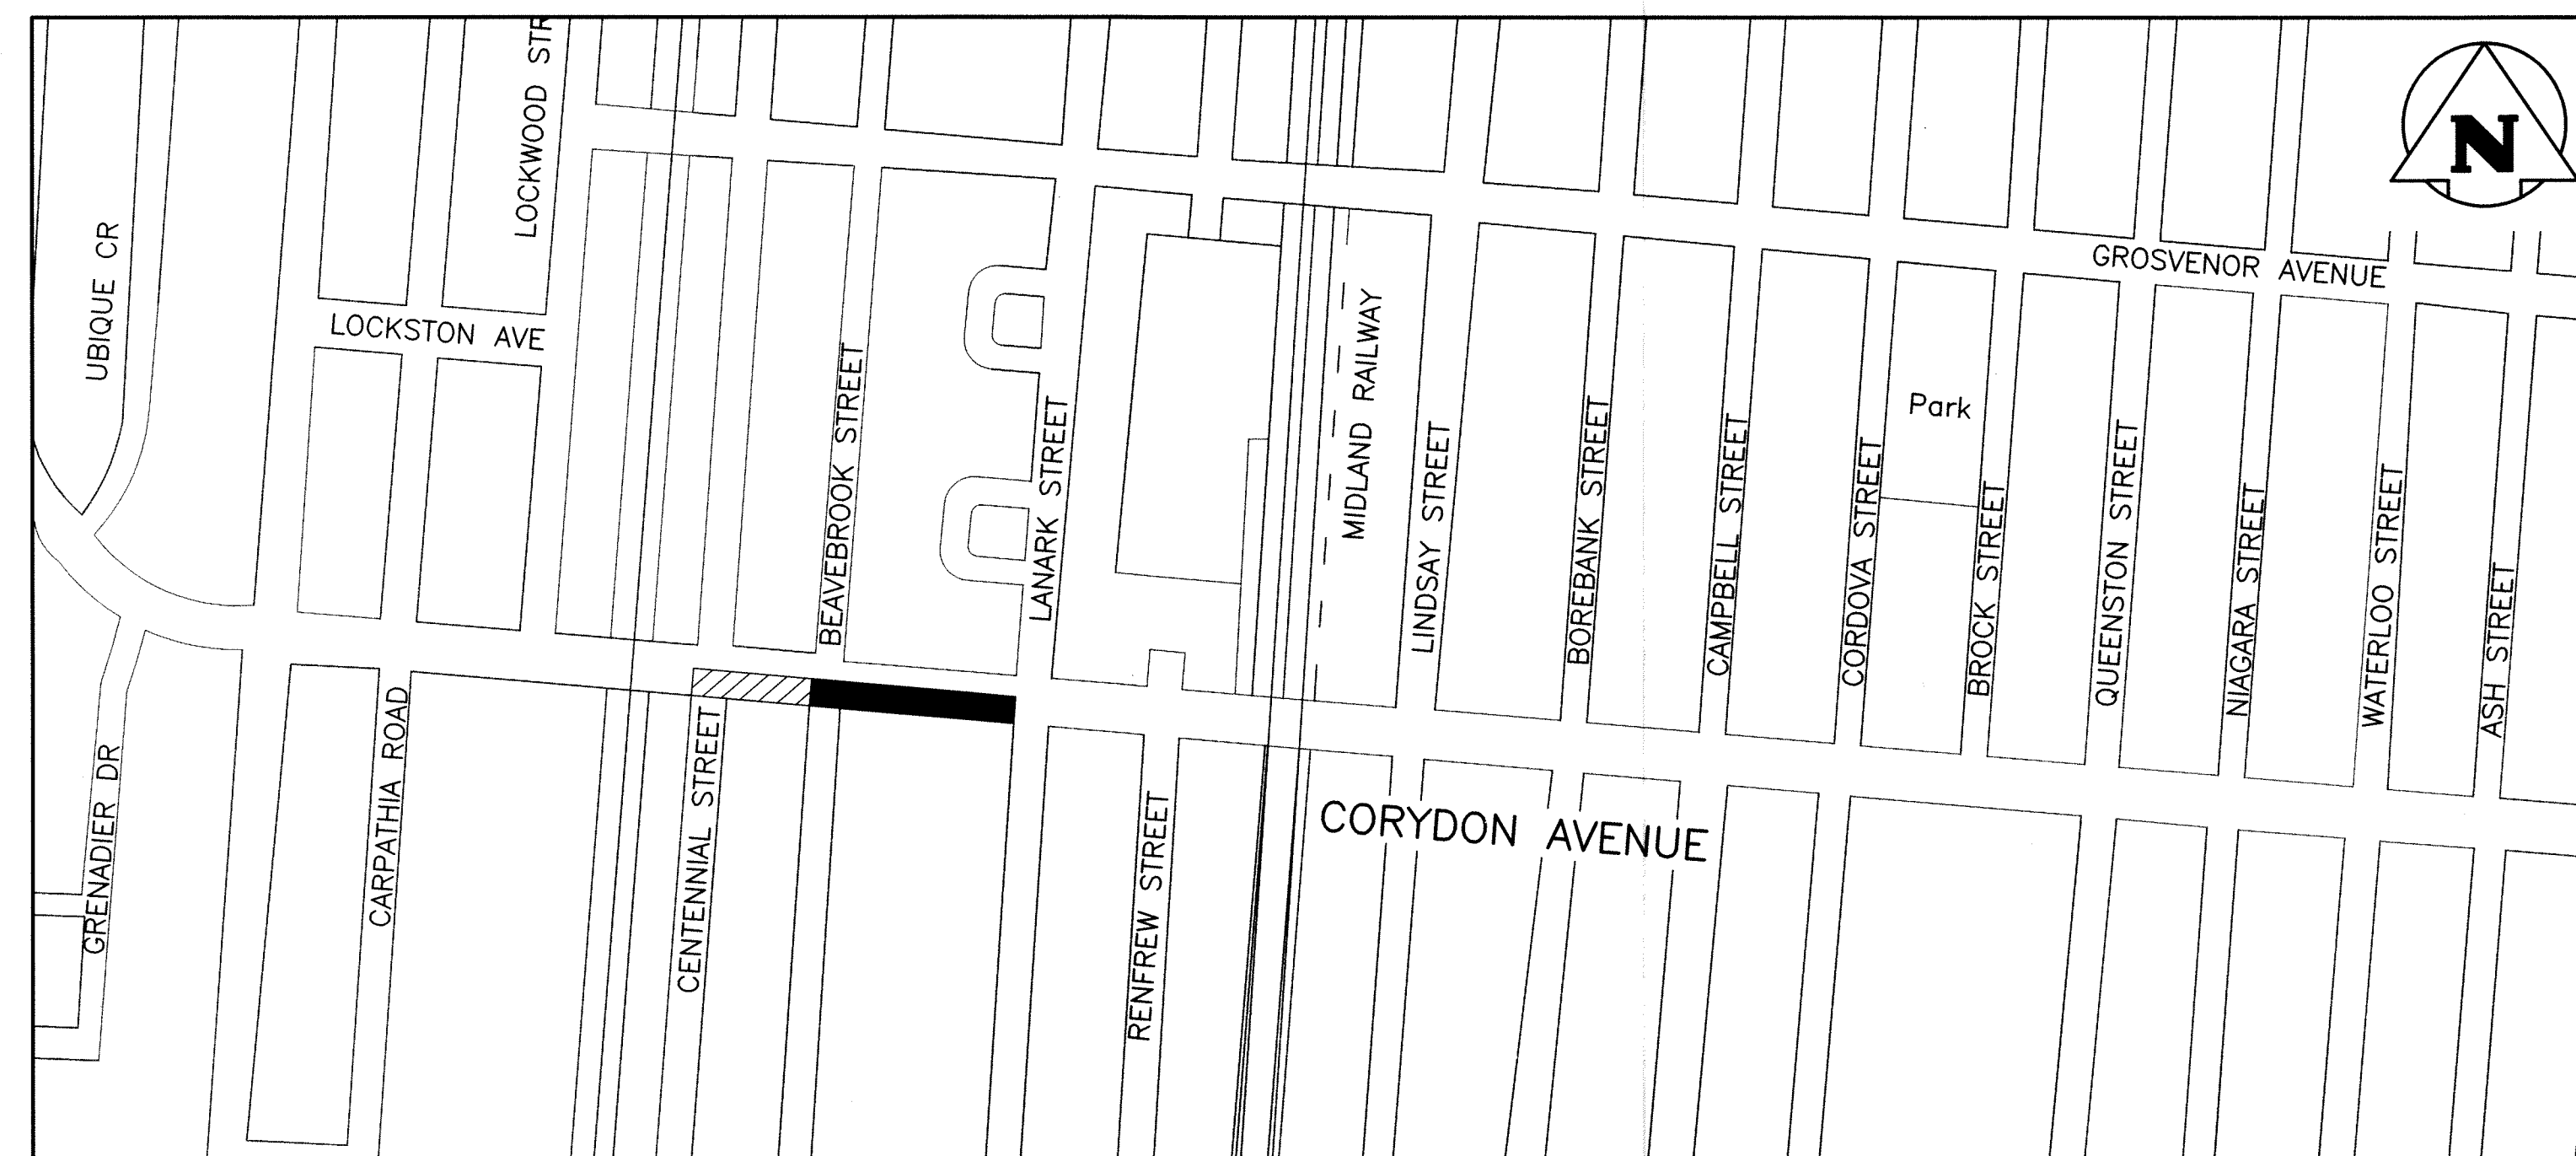 LOCKWOOD STR
N
UBIQUE CR
GROSVENOR AVENUE
LOCKSTON AVE
MIDLAND RAILWAY
BEAVEBROOK STREET
Park
LANARK STREET
LINDSAY STREET
BOREBANK STREET
CAMPBELL STREET
CORDOVA STREET
BROCK STREET
QUEENSTON STREET
NIAGARA STREET
WATERLOO STREET
ASH STREET
CARPATHIA ROAD
GRENADIER DR
CENTENNIAL STREET
RENFREW STREET
CORYDON AVENUE